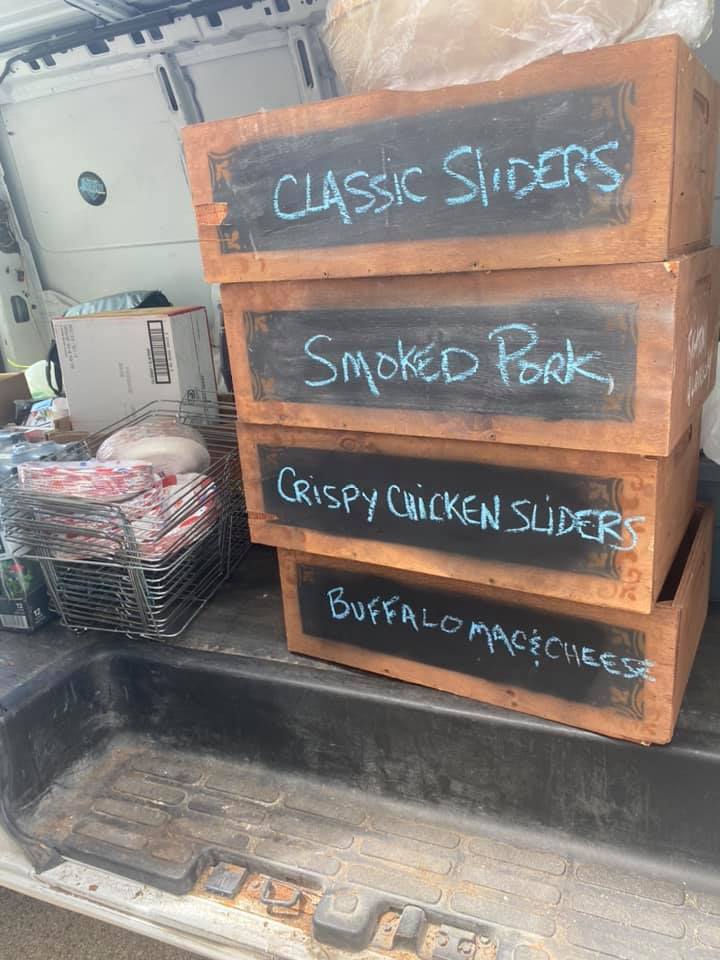 CLASSIC SLIDERS
SMOKED PORK,
CRISPY CHICKEN SLIDERS
BUFFALO MAC & CHEESE